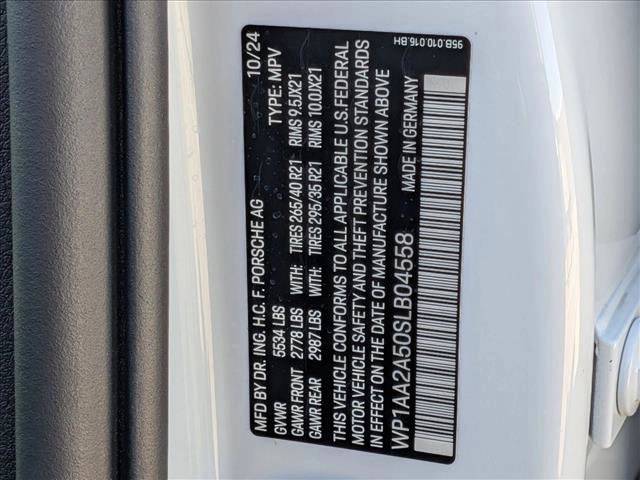 MFD BY DR. ING. H.C. F. PORSCHE AG 10/24
GVWR 5534 LBS TYPE: MPV
GAWR FRONT 2778 LBS WITH: TIRES 265/40 R21 RIMS 9.5JX21
GAWR REAR 2987 LBS WITH: TIRES 295/35 R21 RIMS 10.0JX21
THIS VEHICLE CONFORMS TO ALL APPLICABLE U.S.FEDERAL
MOTOR VEHICLE SAFETY AND THEFT PREVENTION STANDARDS
IN EFFECT ON THE DATE OF MANUFACTURE SHOWN ABOVE
WP1AA2A50SLB04558 MADE IN GERMANY
95B.010.016.BH